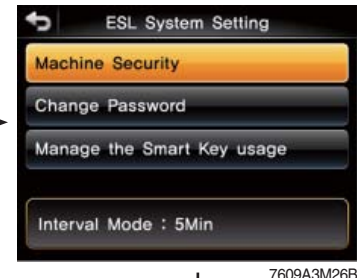 ESL System Setting
Machine Security
Change Password
Manage the Smart Key usage
Interval Mode : 5Min
7609A3M26B